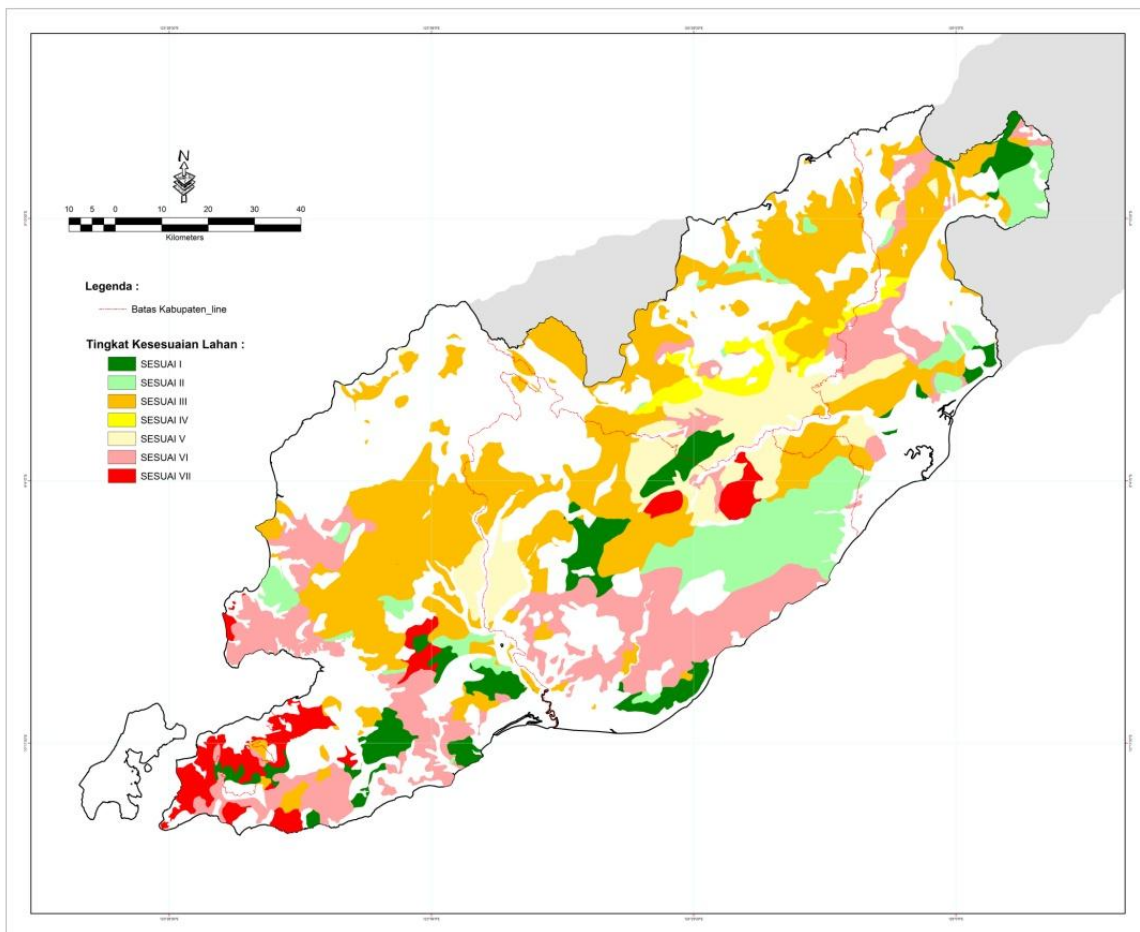 N
10 5 0 10 20 30 40
Kilometers
Legenda :
Batas Kabupaten_line
Tingkat Kesesuaian Lahan :
SESUAI I
SESUAI II
SESUAI III
SESUAI IV
SESUAI V
SESUAI VI
SESUAI VII